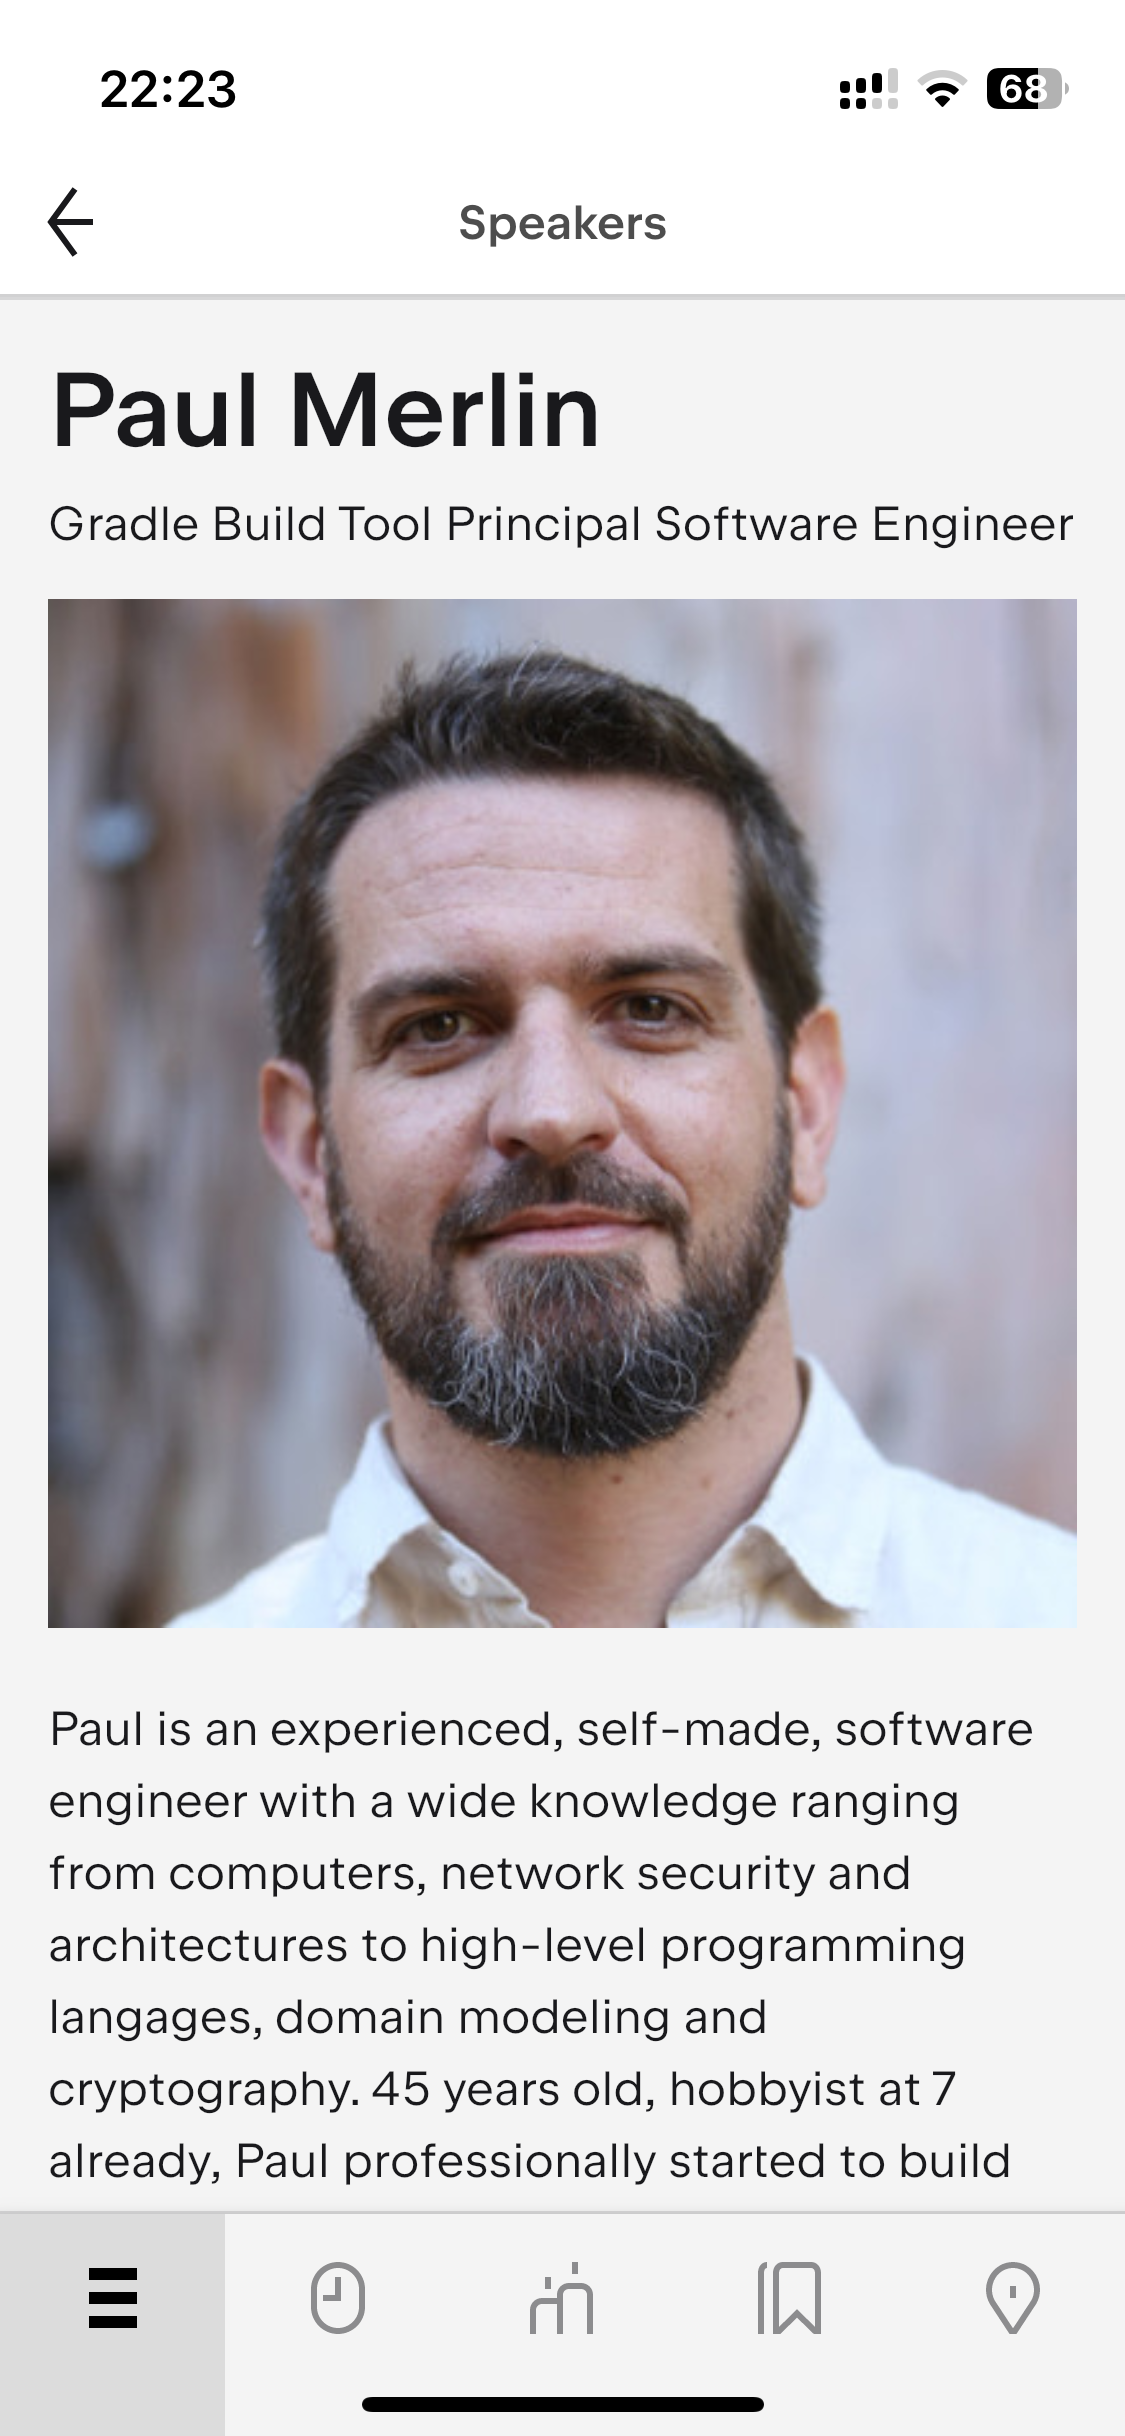 22:23
68
Speakers
Paul Merlin
Gradle Build Tool Principal Software Engineer
Paul is an experienced, self-made, software
engineer with a wide knowledge ranging
from computers, network security and
architectures to high-level programming
langages, domain modeling and
cryptography. 45 years old, hobbyist at 7
already, Paul professionally started to build